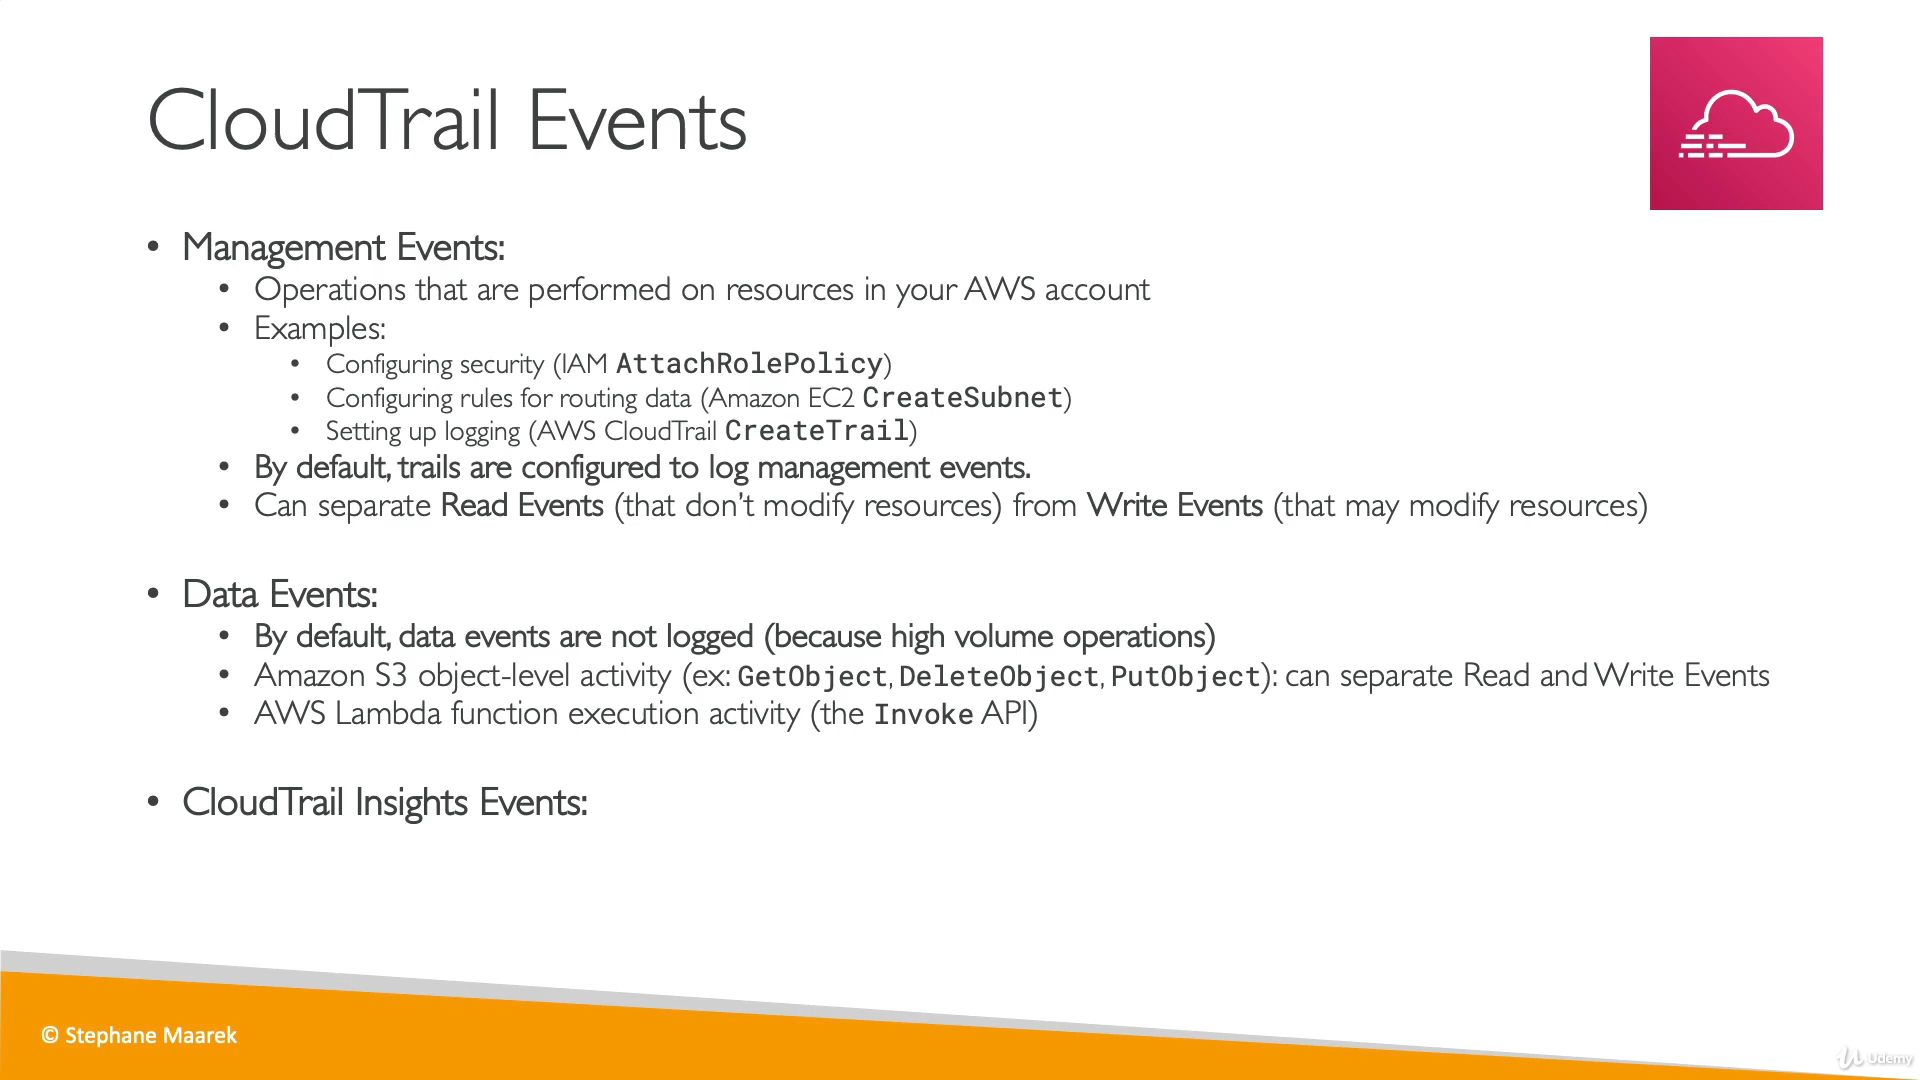 CloudTrail Events
• Management Events:
• Operations that are performed on resources in your AWS account
• Examples:
• Configuring security (IAM AttachRolePolicy)
• Configuring rules for routing data (Amazon EC2 CreateSubnet)
• Setting up logging (AWS CloudTrail CreateTrail)
• By default, trails are configured to log management events.
• Can separate Read Events (that don’t modify resources) from Write Events (that may modify resources)
• Data Events:
• By default, data events are not logged (because high volume operations)
• Amazon S3 object-level activity (ex: GetObject, DeleteObject, PutObject): can separate Read and Write Events
• AWS Lambda function execution activity (the Invoke API)
• CloudTrail Insights Events:
© Stephane Maarek
Udemy